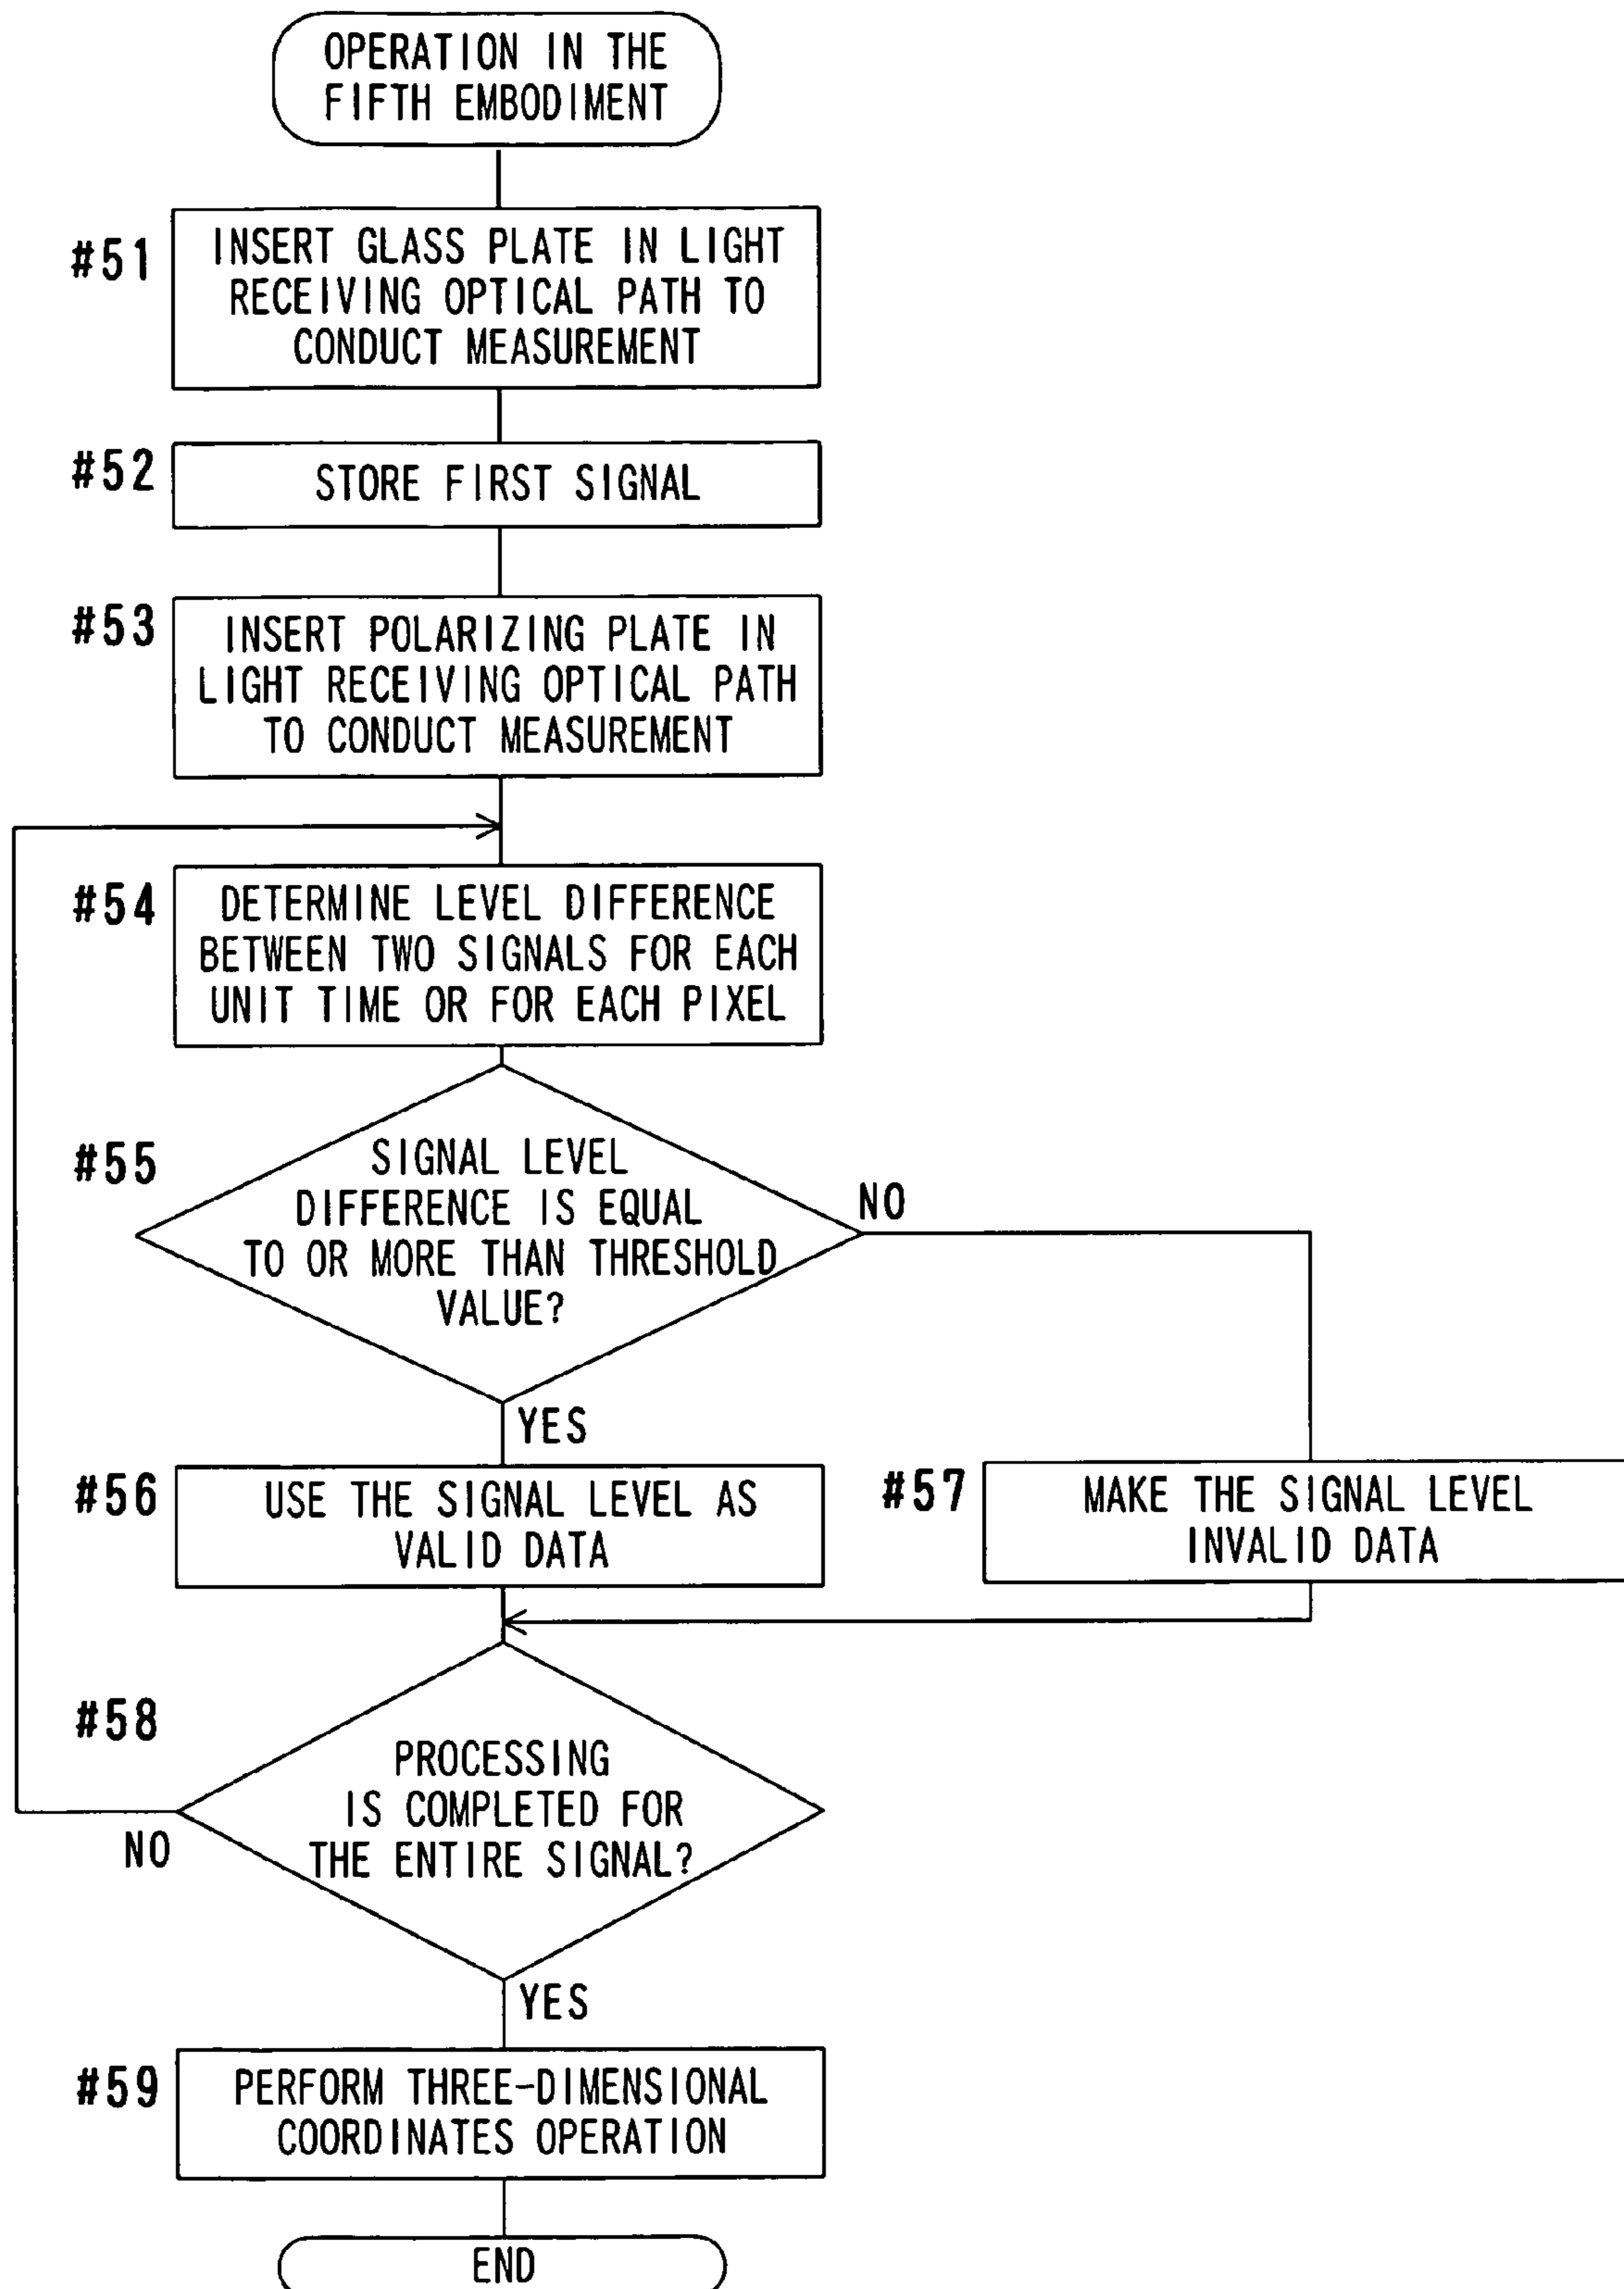 OPERATION IN THE
FIFTH EMBODIMENT
#51
INSERT GLASS PLATE IN LIGHT
RECEIVING OPTICAL PATH TO
CONDUCT MEASUREMENT
#52
STORE FIRST SIGNAL
#53
INSERT POLARIZING PLATE IN
LIGHT RECEIVING OPTICAL PATH
TO CONDUCT MEASUREMENT
#54
DETERMINE LEVEL DIFFERENCE
BETWEEN TWO SIGNALS FOR EACH
UNIT TIME OR FOR EACH PIXEL
#55
SIGNAL LEVEL
DIFFERENCE IS EQUAL
TO OR MORE THAN THRESHOLD
VALUE?
NO
YES
#56
USE THE SIGNAL LEVEL AS
VALID DATA
#57
MAKE THE SIGNAL LEVEL
INVALID DATA
#58
PROCESSING
IS COMPLETED FOR
THE ENTIRE SIGNAL?
NO
YES
#59
PERFORM THREE-DIMENSIONAL
COORDINATES OPERATION
END